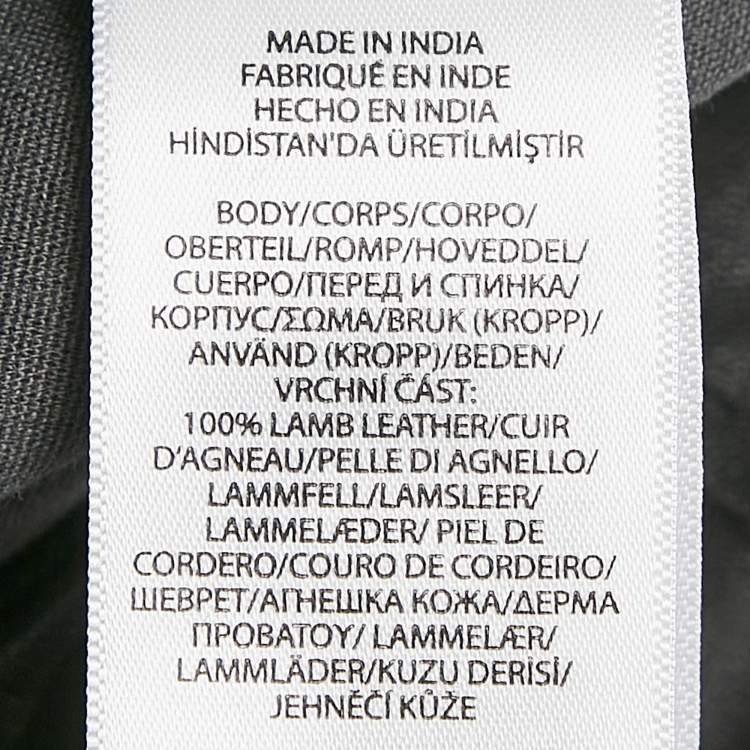 MADE IN INDIA
FABRIQUÉ EN INDE
HECHO EN INDIA
HİNDİSTAN'DA ÜRETİLMİŞTİR
BODY/CORPS/CORPO/
OBERTEIL/ROMP/HOVEDDEL/
CUERPO/ПЕРЕД И СПИНКА/
КОРПУС/ΣΩΜΑ/BRUK (KROPP)/
ANVÄND (KROPP)/BEDEN/
VRCHNÍ ČÁST:
100% LAMB LEATHER/CUIR
D'AGNEAU/PELLE DI AGNELLO/
LAMMFELL/LAMSLEER/
LAMMELÆDER/ PIEL DE
CORDERO/COURO DE CORDEIRO/
ШЕВРЕТ/АГНЕШКА КОЖА/ΔΕΡΜΑ
ΠΡΟΒΑΤΟΥ/ LAMMELÆR/
LAMMLÄDER/KUZU DERİSİ/
JEHNĚČÍ KŮŽE